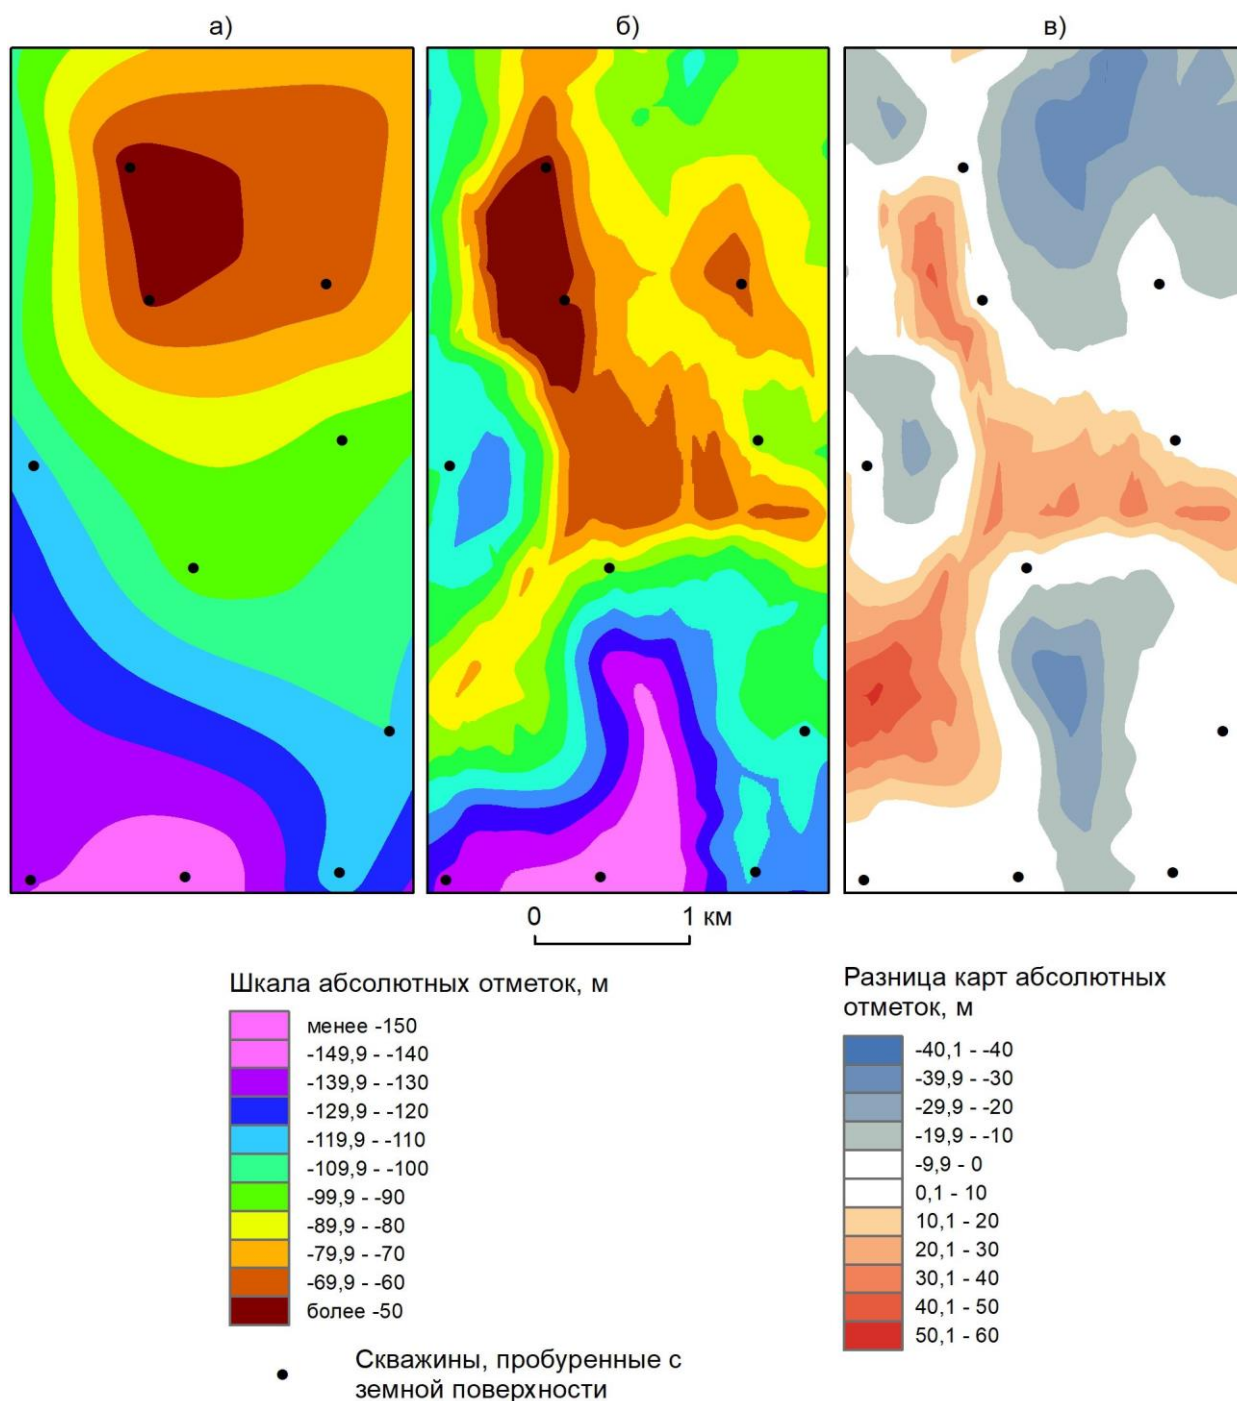 а)
б)
в)
0 1 км
Шкала абсолютных отметок, м
менее -150
-149,9 - -140
-139,9 - -130
-129,9 - -120
-119,9 - -110
-109,9 - -100
-99,9 - -90
-89,9 - -80
-79,9 - -70
-69,9 - -60
более -50
Скважины, пробуренные с
земной поверхности
Разница карт абсолютных
отметок, м
-40,1 - -40
-39,9 - -30
-29,9 - -20
-19,9 - -10
-9,9 - 0
0,1 - 10
10,1 - 20
20,1 - 30
30,1 - 40
40,1 - 50
50,1 - 60